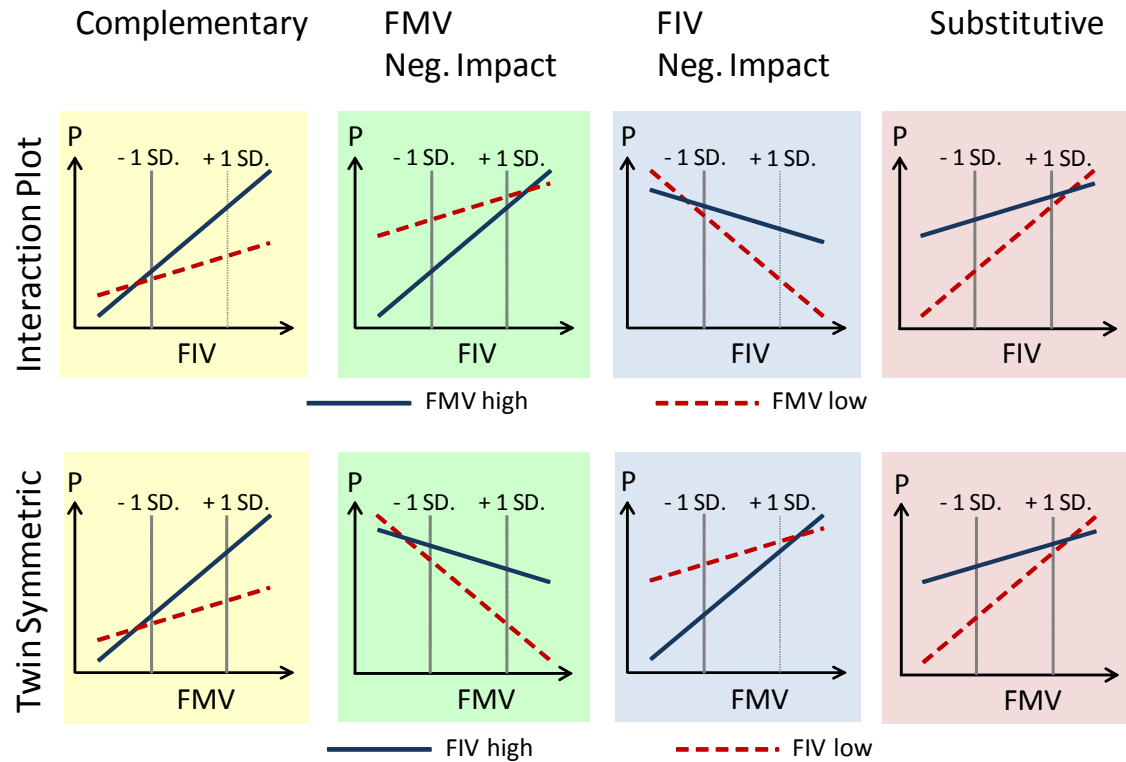 Complementary
FMV
Neg. Impact
FIV
Neg. Impact
Substitutive
Interaction Plot
P
- 1 SD.
+ 1 SD.
FIV
P
- 1 SD.
+ 1 SD.
FIV
P
- 1 SD.
+ 1 SD.
FIV
P
- 1 SD.
+ 1 SD.
FIV
FMV high
FMV low
Twin Symmetric
P
- 1 SD.
+ 1 SD.
FMV
P
- 1 SD.
+ 1 SD.
FMV
P
- 1 SD.
+ 1 SD.
FMV
P
- 1 SD.
+ 1 SD.
FMV
FIV high
FIV low